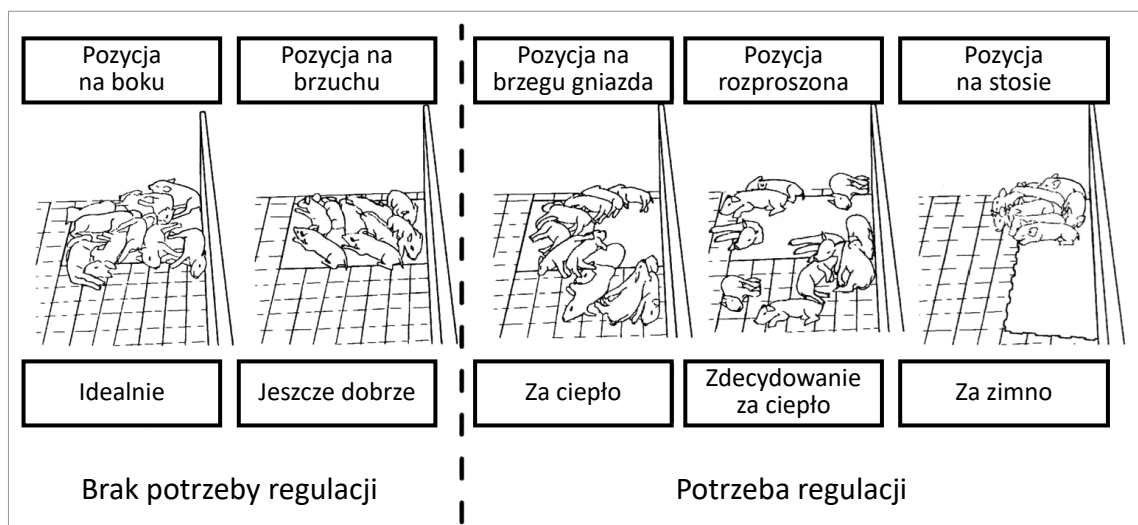 Pozycja
na boku
Pozycja na
brzuchu
Pozycja na
brzegu gniazda
Pozycja
rozproszona
Pozycja
na stosie
Idealnie
Jeszcze dobrze
Za ciepło
Zdecydowanie
za ciepło
Za zimno
Brak potrzeby regulacji
Potrzeba regulacji